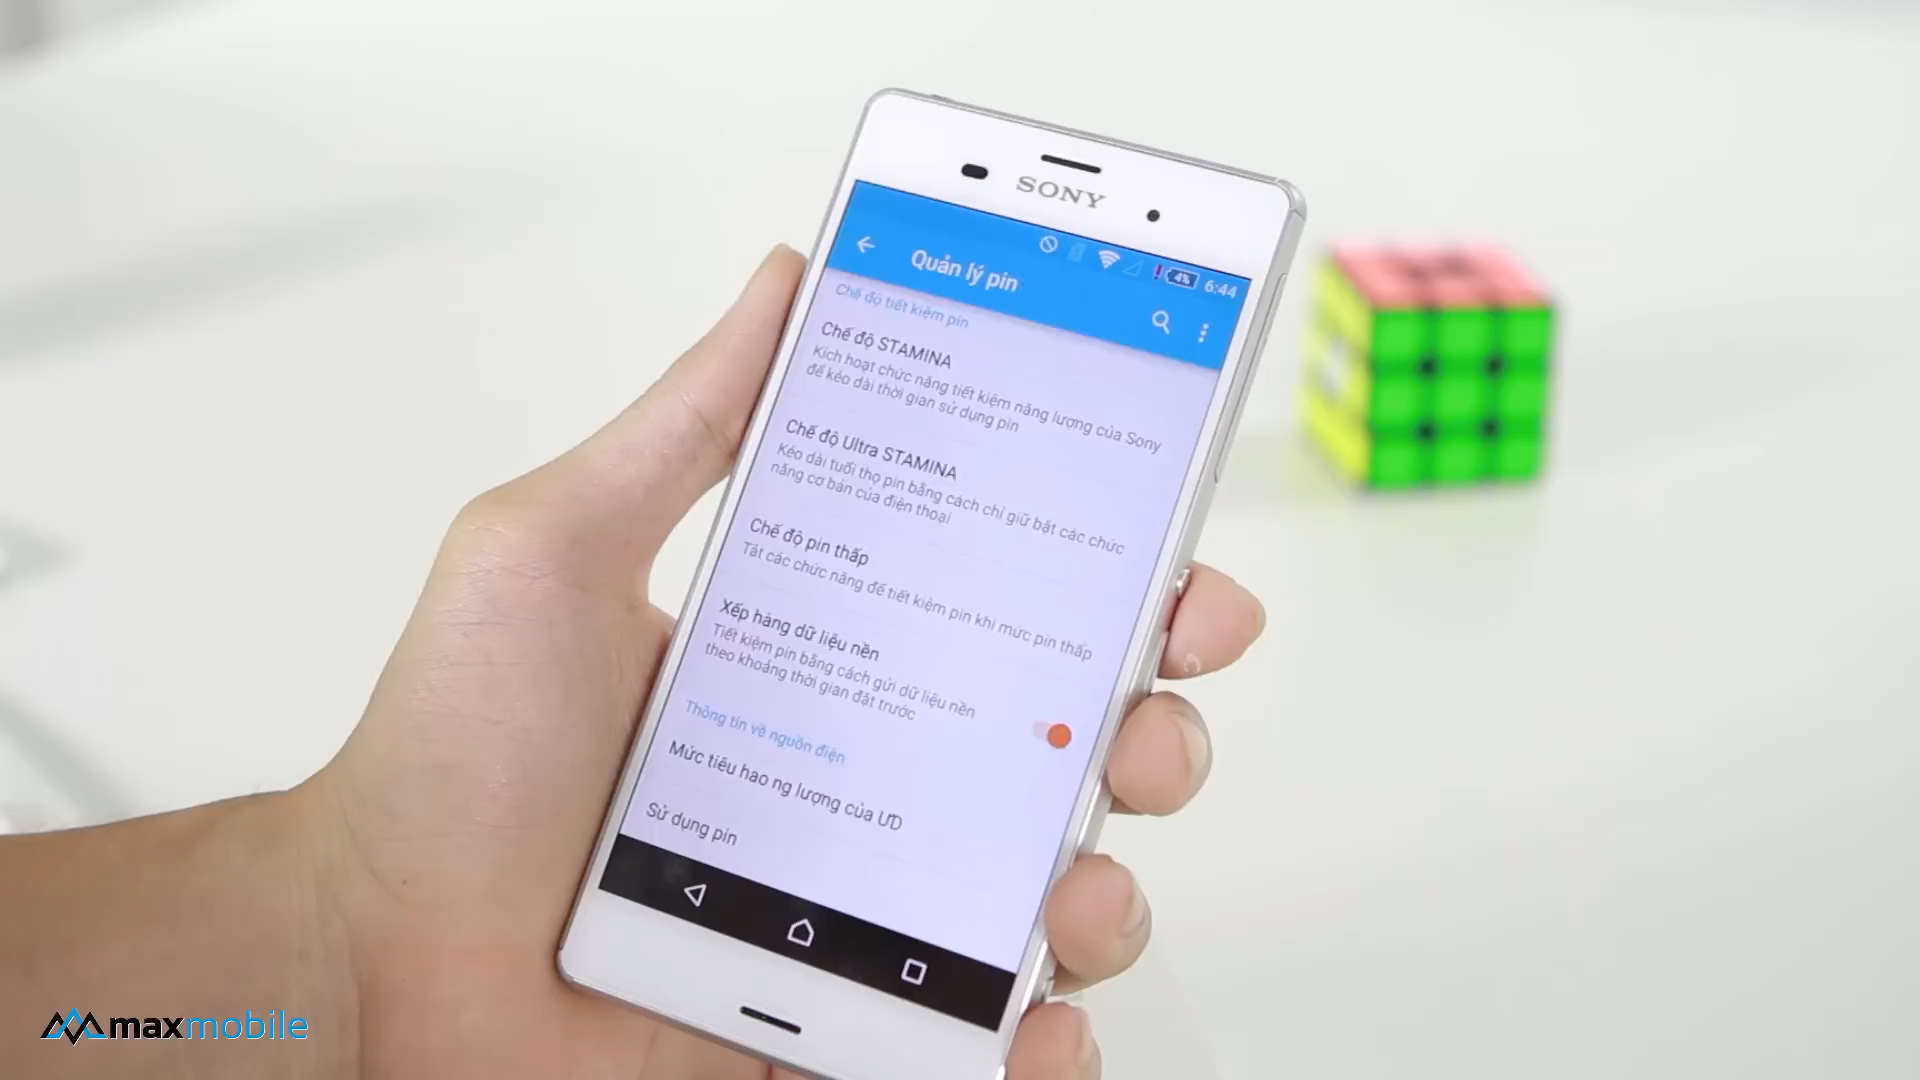 SONY
4% 6:44
Quản lý pin
Chế độ tiết kiệm pin
Chế độ STAMINA
Kích hoạt chức năng tiết kiệm năng lượng của Sony
để kéo dài thời gian sử dụng pin
Chế độ Ultra STAMINA
Kéo dài tuổi thọ pin bằng cách chỉ giữ bật các chức
năng cơ bản của điện thoại
Chế độ pin thấp
Tắt các chức năng để tiết kiệm pin khi mức pin thấp
Xếp hàng dữ liệu nền
Tiết kiệm pin bằng cách gửi dữ liệu nền
theo khoảng thời gian đặt trước
Thông tin về nguồn điện
Mức tiêu hao ng lượng của ƯD
Sử dụng pin
maxmobile